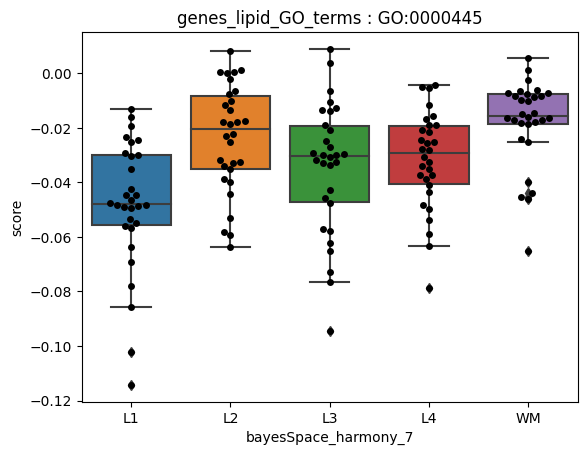 genes_lipid_GO_terms : GO:0000445
0.00
−0.02
−0.04
−0.06
−0.08
−0.10
−0.12
score
L1 L2 L3 L4 WM
bayesSpace_harmony_7